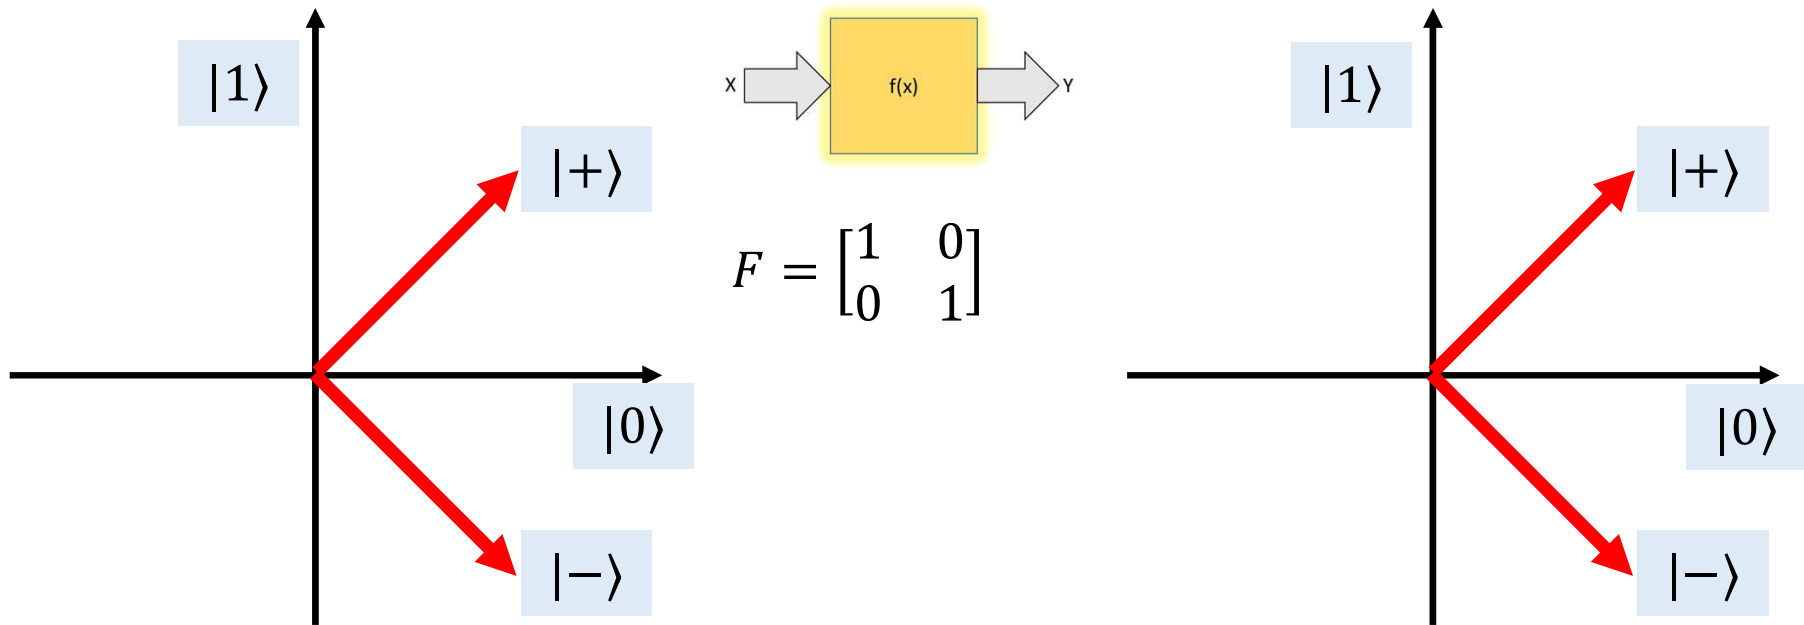 |1⟩
|+⟩
|0⟩
|−⟩
X
f(x)
Y
F = [1 0
0 1]
|1⟩
|+⟩
|0⟩
|−⟩